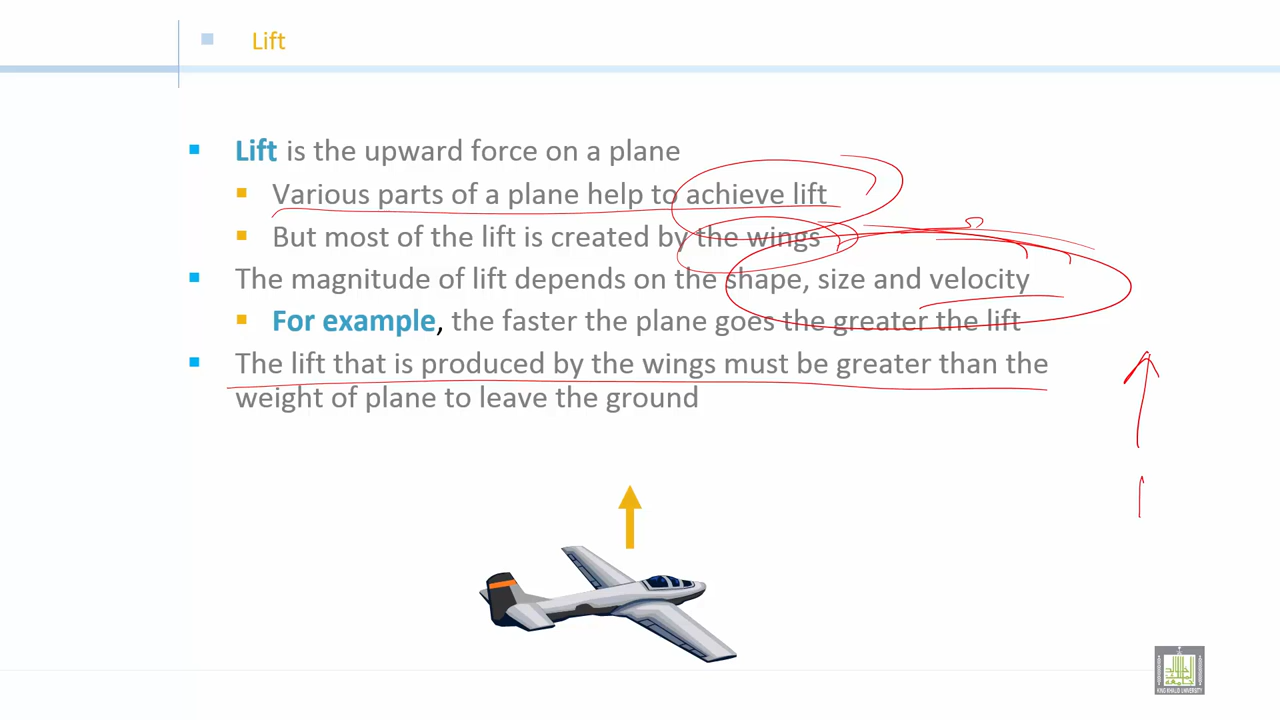 Lift
Lift is the upward force on a plane
Various parts of a plane help to achieve lift
But most of the lift is created by the wings
The magnitude of lift depends on the shape, size and velocity
For example, the faster the plane goes the greater the lift
The lift that is produced by the wings must be greater than the
weight of plane to leave the ground
KING KHALID UNIVERSITY